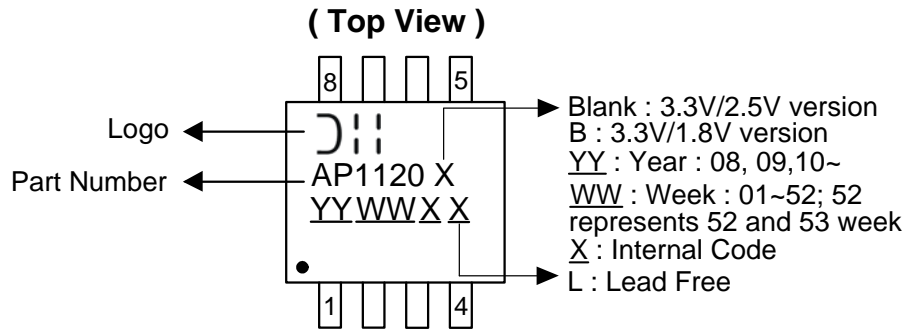 ( Top View )
8 5
Logo
AP1120 X
Part Number
YY WW X X
1 4
Blank : 3.3V/2.5V version
B : 3.3V/1.8V version
YY : Year : 08, 09,10~
WW : Week : 01~52; 52
represents 52 and 53 week
X : Internal Code
L : Lead Free